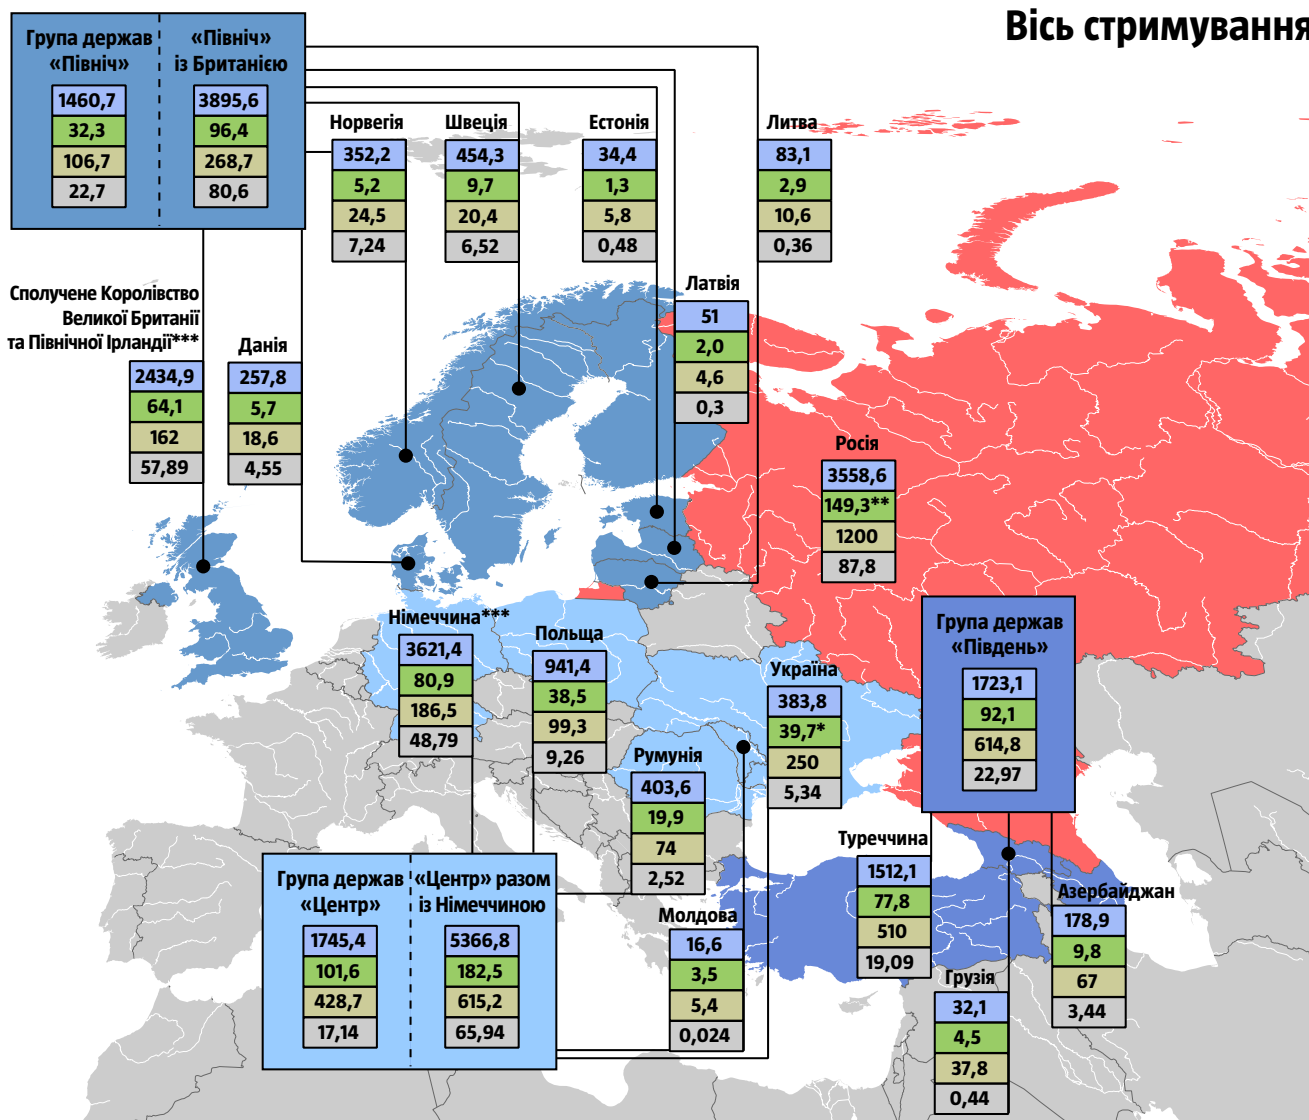 Вісь стримування
Група держав
«Північ»
1460,7
32,3
106,7
22,7
«Північ»
із Британією
3895,6
96,4
268,7
80,6
Норвегія
352,2
5,2
24,5
7,24
Швеція
454,3
9,7
20,4
6,52
Естонія
34,4
1,3
5,8
0,48
Литва
83,1
2,9
10,6
0,36
Сполучене Королівство
Великої Британії
та Північної Ірландії***
2434,9
64,1
162
57,89
Данія
257,8
5,7
18,6
4,55
Латвія
51
2,0
4,6
0,3
Росія
3558,6
149,3**
1200
87,8
Німеччина***
3621,4
80,9
186,5
48,79
Польща
941,4
38,5
99,3
9,26
Україна
383,8
39,7*
250
5,34
Група держав
«Південь»
1723,1
92,1
614,8
22,97
Румунія
403,6
19,9
74
2,52
Туреччина
1512,1
77,8
510
19,09
Азербайджан
178,9
9,8
67
3,44
Група держав
«Центр»
1745,4
101,6
428,7
17,14
«Центр» разом
із Німеччиною
5366,8
182,5
615,2
65,94
Молдова
16,6
3,5
5,4
0,024
Грузія
32,1
4,5
37,8
0,44